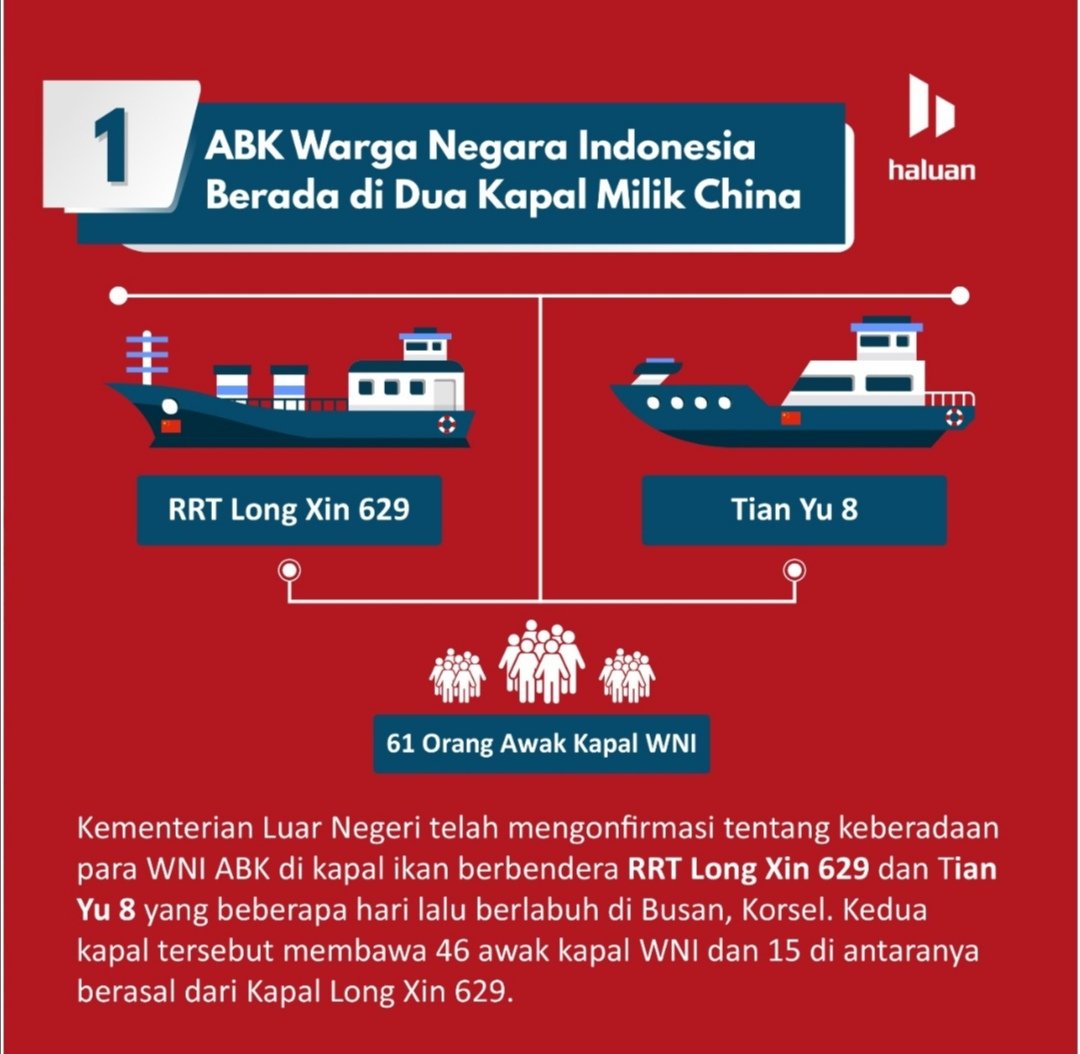 1
ABK Warga Negara Indonesia
Berada di Dua Kapal Milik China
haluan
RRT Long Xin 629
Tian Yu 8
61 Orang Awak Kapal WNI
Kementerian Luar Negeri telah mengonfirmasi tentang keberadaan
para WNI ABK di kapal ikan berbendera RRT Long Xin 629 dan Tian
Yu 8 yang beberapa hari lalu berlabuh di Busan, Korsel. Kedua
kapal tersebut membawa 46 awak kapal WNI dan 15 di antaranya
berasal dari Kapal Long Xin 629.